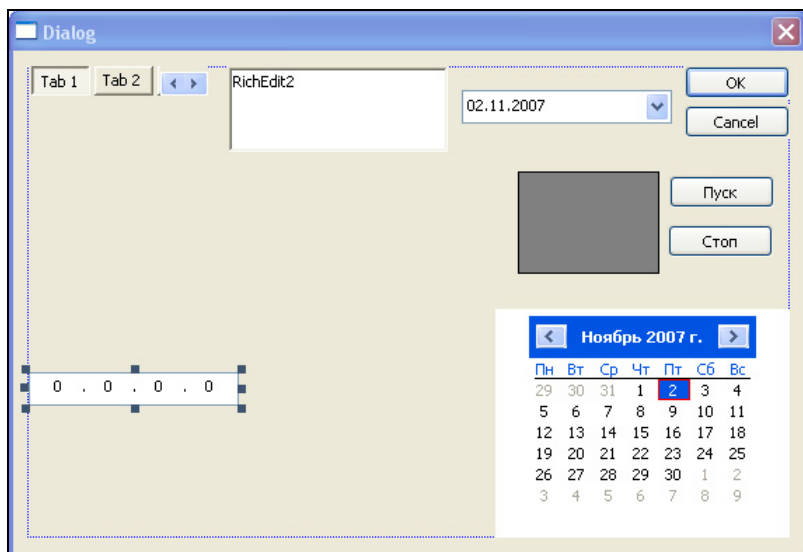 Dialog
Tab 1 Tab 2
RichEdit2
02.11.2007
OK
Cancel
Пуск
Стоп
0 . 0 . 0 . 0
Ноябрь 2007 г.
Пн Вт Ср Чт Пт Сб Вс
29 30 31 1 2 3 4
5 6 7 8 9 10 11
12 13 14 15 16 17 18
19 20 21 22 23 24 25
26 27 28 29 30 1 2
3 4 5 6 7 8 9